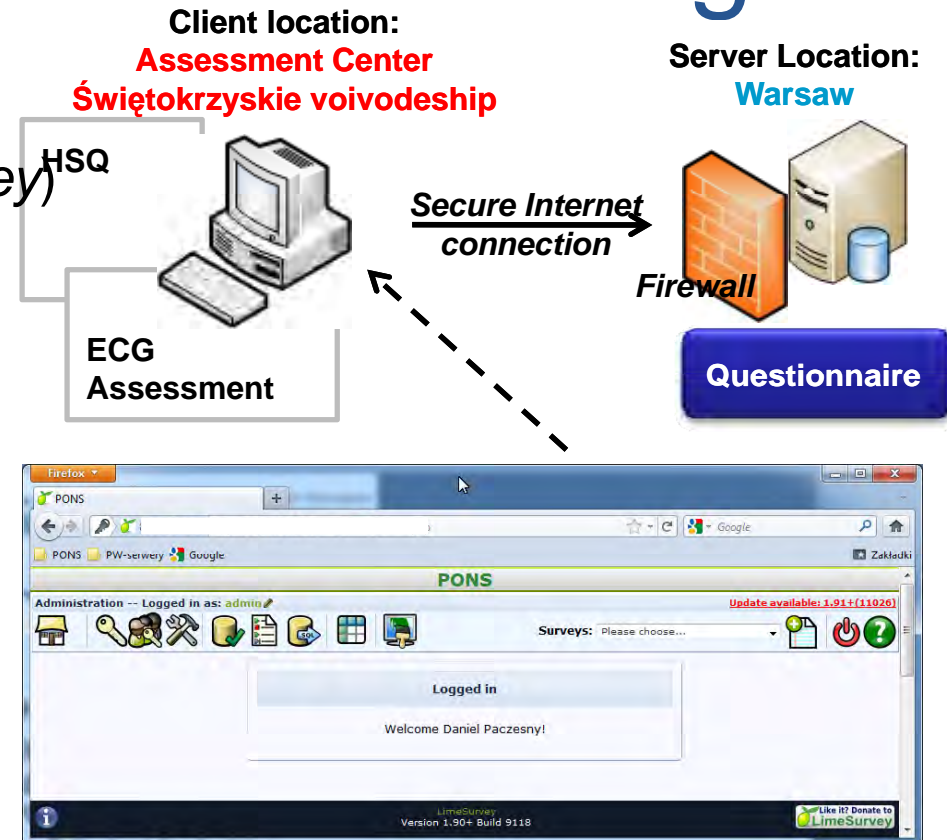 g
Client location:
Assessment Center
Świętokrzyskie voivodeship
Server Location:
Warsaw
HSQ
ey)
Secure Internet
connection
Firewall
ECG
Assessment
Questionnaire
Firefox
PONS
+
Google
PONS PW-serwery Google
Zakładki
PONS
Administration -- Logged in as: admin
Update available: 1.91+(11026)
SQL
Surveys: Please choose...
?
Logged in
Welcome Daniel Paczesny!
i
LimeSurvey
Version 1.90+ Build 9118
Like it? Donate to
LimeSurvey